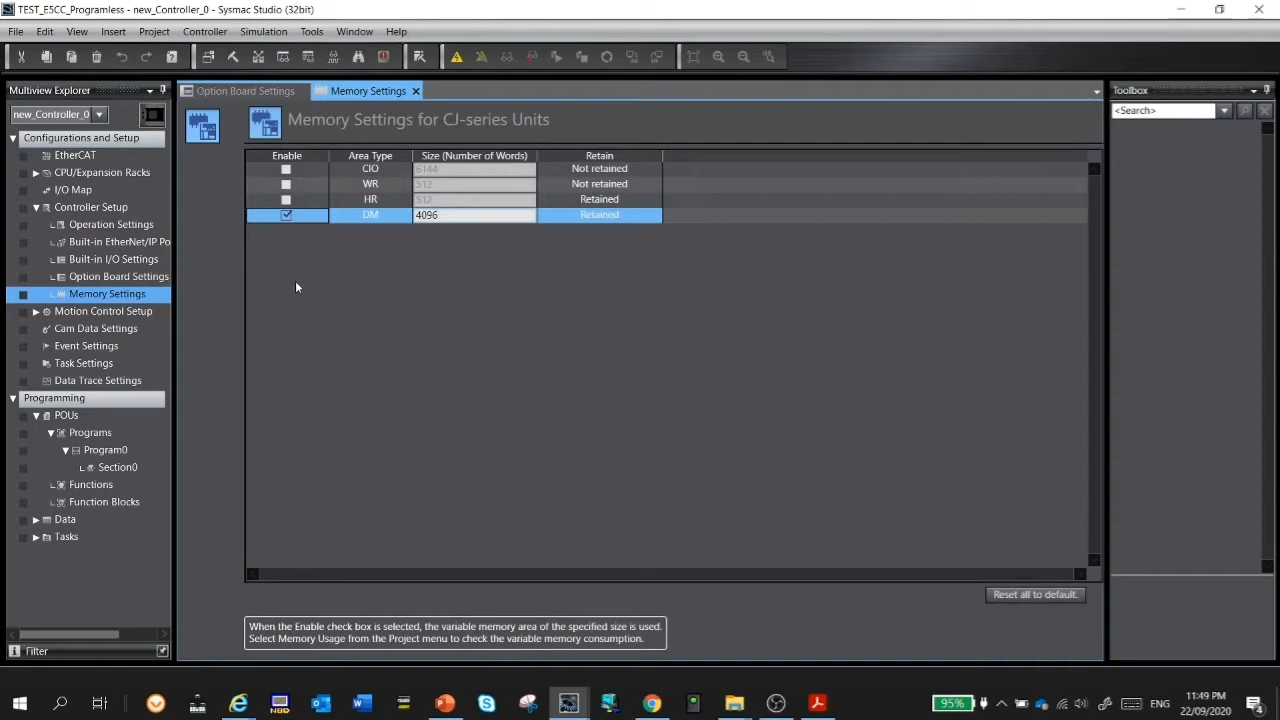 TEST_E5CC_Programless - new_Controller_0 - Sysmac Studio (32bit)
File Edit View Insert Project Controller Simulation Tools Window Help
Multiview Explorer
new_Controller_0
Configurations and Setup
EtherCAT
CPU/Expansion Racks
I/O Map
Controller Setup
Operation Settings
Built-in EtherNet/IP Po
Built-in I/O Settings
Option Board Settings
Memory Settings
Motion Control Setup
Cam Data Settings
Event Settings
Task Settings
Data Trace Settings
Programming
POUs
Programs
Program0
Section0
Functions
Function Blocks
Data
Tasks
Filter
Option Board Settings Memory Settings
Memory Settings for CJ-series Units
Enable Area Type Size (Number of Words) Retain
CIO 6144 Not retained
WR 512 Not retained
HR 512 Retained
DM 4096 Retained
Reset all to default.
When the Enable check box is selected, the variable memory area of the specified size is used.
Select Memory Usage from the Project menu to check the variable memory consumption.
Toolbox
<Search>
95%
ENG
11:49 PM
22/09/2020
4